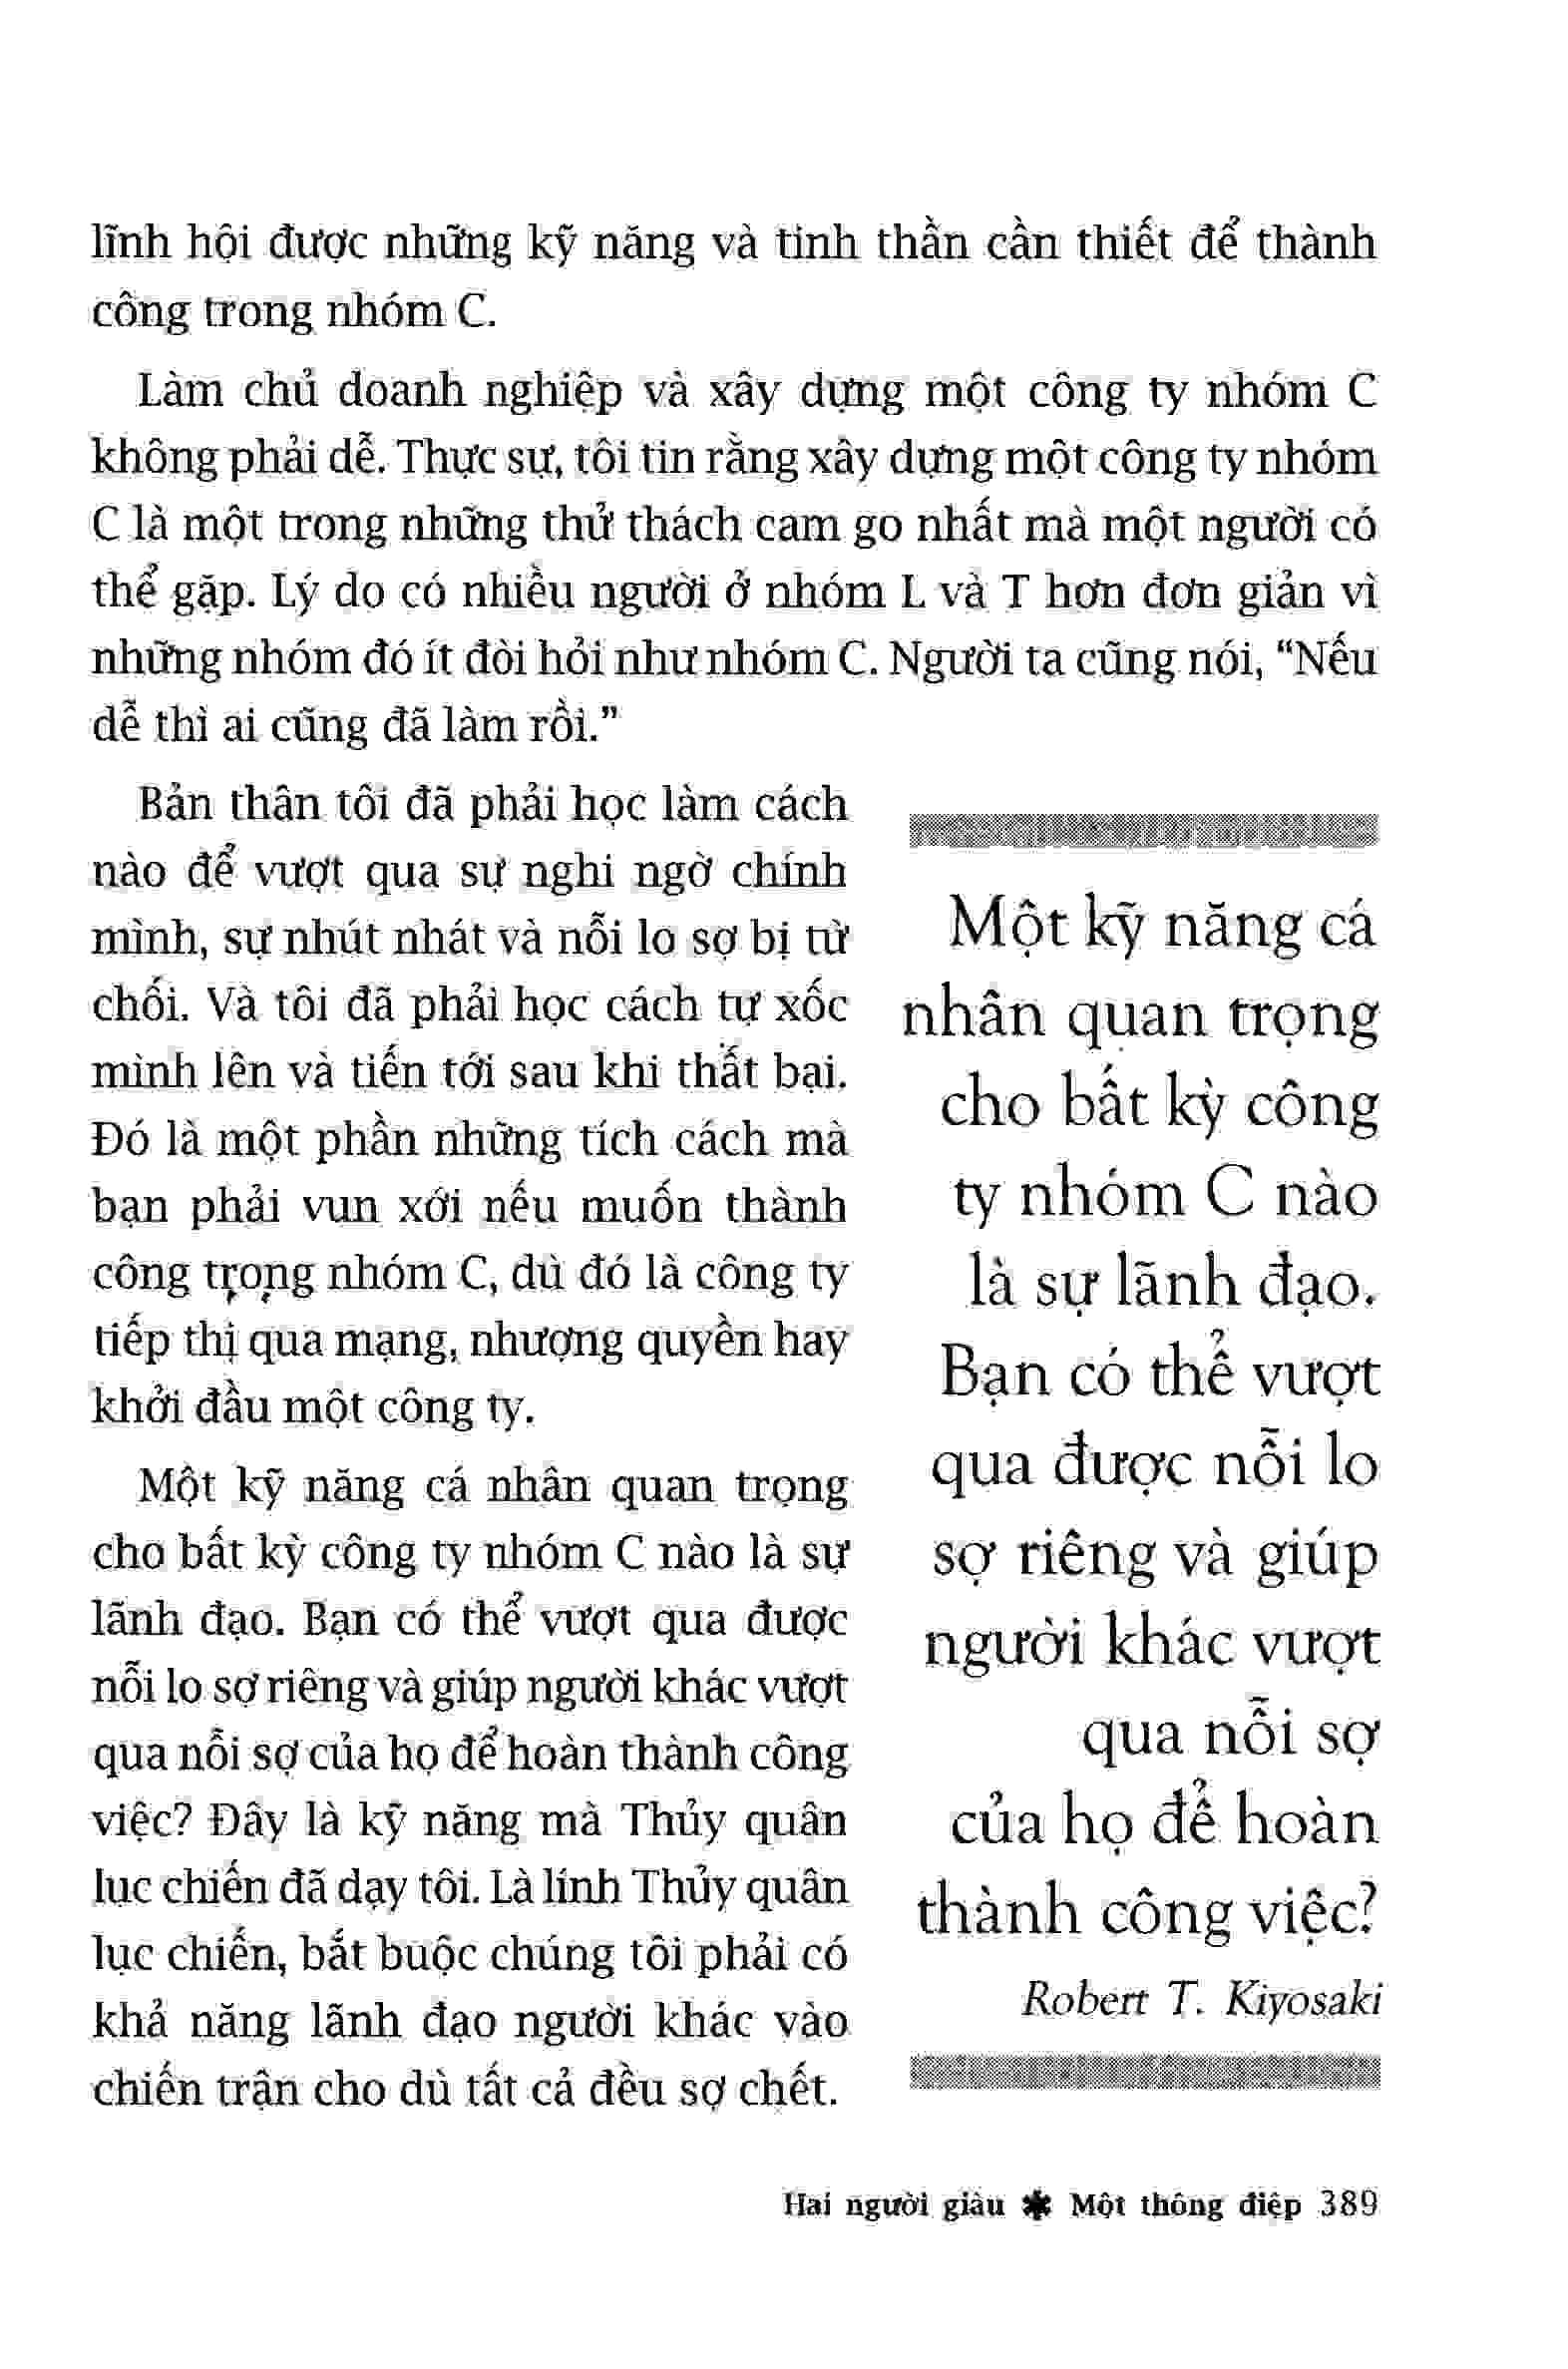 lĩnh hội được những kỹ năng và tinh thần cần thiết để thành
công trong nhóm C.
Làm chủ doanh nghiệp và xây dựng một công ty nhóm C
không phải dễ. Thực sự, tôi tin rằng xây dựng một công ty nhóm
C là một trong những thử thách cam go nhất mà một người có
thể gặp. Lý do có nhiều người ở nhóm L và T hơn đơn giản vì
những nhóm đó ít đòi hỏi như nhóm C. Người ta cũng nói, “Nếu
dễ thì ai cũng đã làm rồi.”
Bản thân tôi đã phải học làm cách
nào để vượt qua sự nghi ngờ chính
mình, sự nhút nhát và nỗi lo sợ bị từ
chối. Và tôi đã phải học cách tự xốc
mình lên và tiến tới sau khi thất bại.
Đó là một phần những tích cách mà
bạn phải vun xới nếu muốn thành
công trong nhóm C, dù đó là công ty
tiếp thị qua mạng, nhượng quyền hay
khởi đầu một công ty.
Một kỹ năng cá nhân quan trọng
cho bất kỳ công ty nhóm C nào là sự
lãnh đạo. Bạn có thể vượt qua được
nỗi lo sợ riêng và giúp người khác vượt
qua nỗi sợ của họ để hoàn thành công
việc? Đây là kỹ năng mà Thủy quân
lục chiến đã dạy tôi. Là lính Thủy quân
lục chiến, bắt buộc chúng tôi phải có
khả năng lãnh đạo người khác vào
chiến trận cho dù tất cả đều sợ chết.
Một kỹ năng cá
nhân quan trọng
cho bất kỳ công
ty nhóm C nào
là sự lãnh đạo.
Bạn có thể vượt
qua được nỗi lo
sợ riêng và giúp
người khác vượt
qua nỗi sợ
của họ để hoàn
thành công việc?
Robert T. Kiyosaki
Hai người giàu ✱ Một thông điệp 389